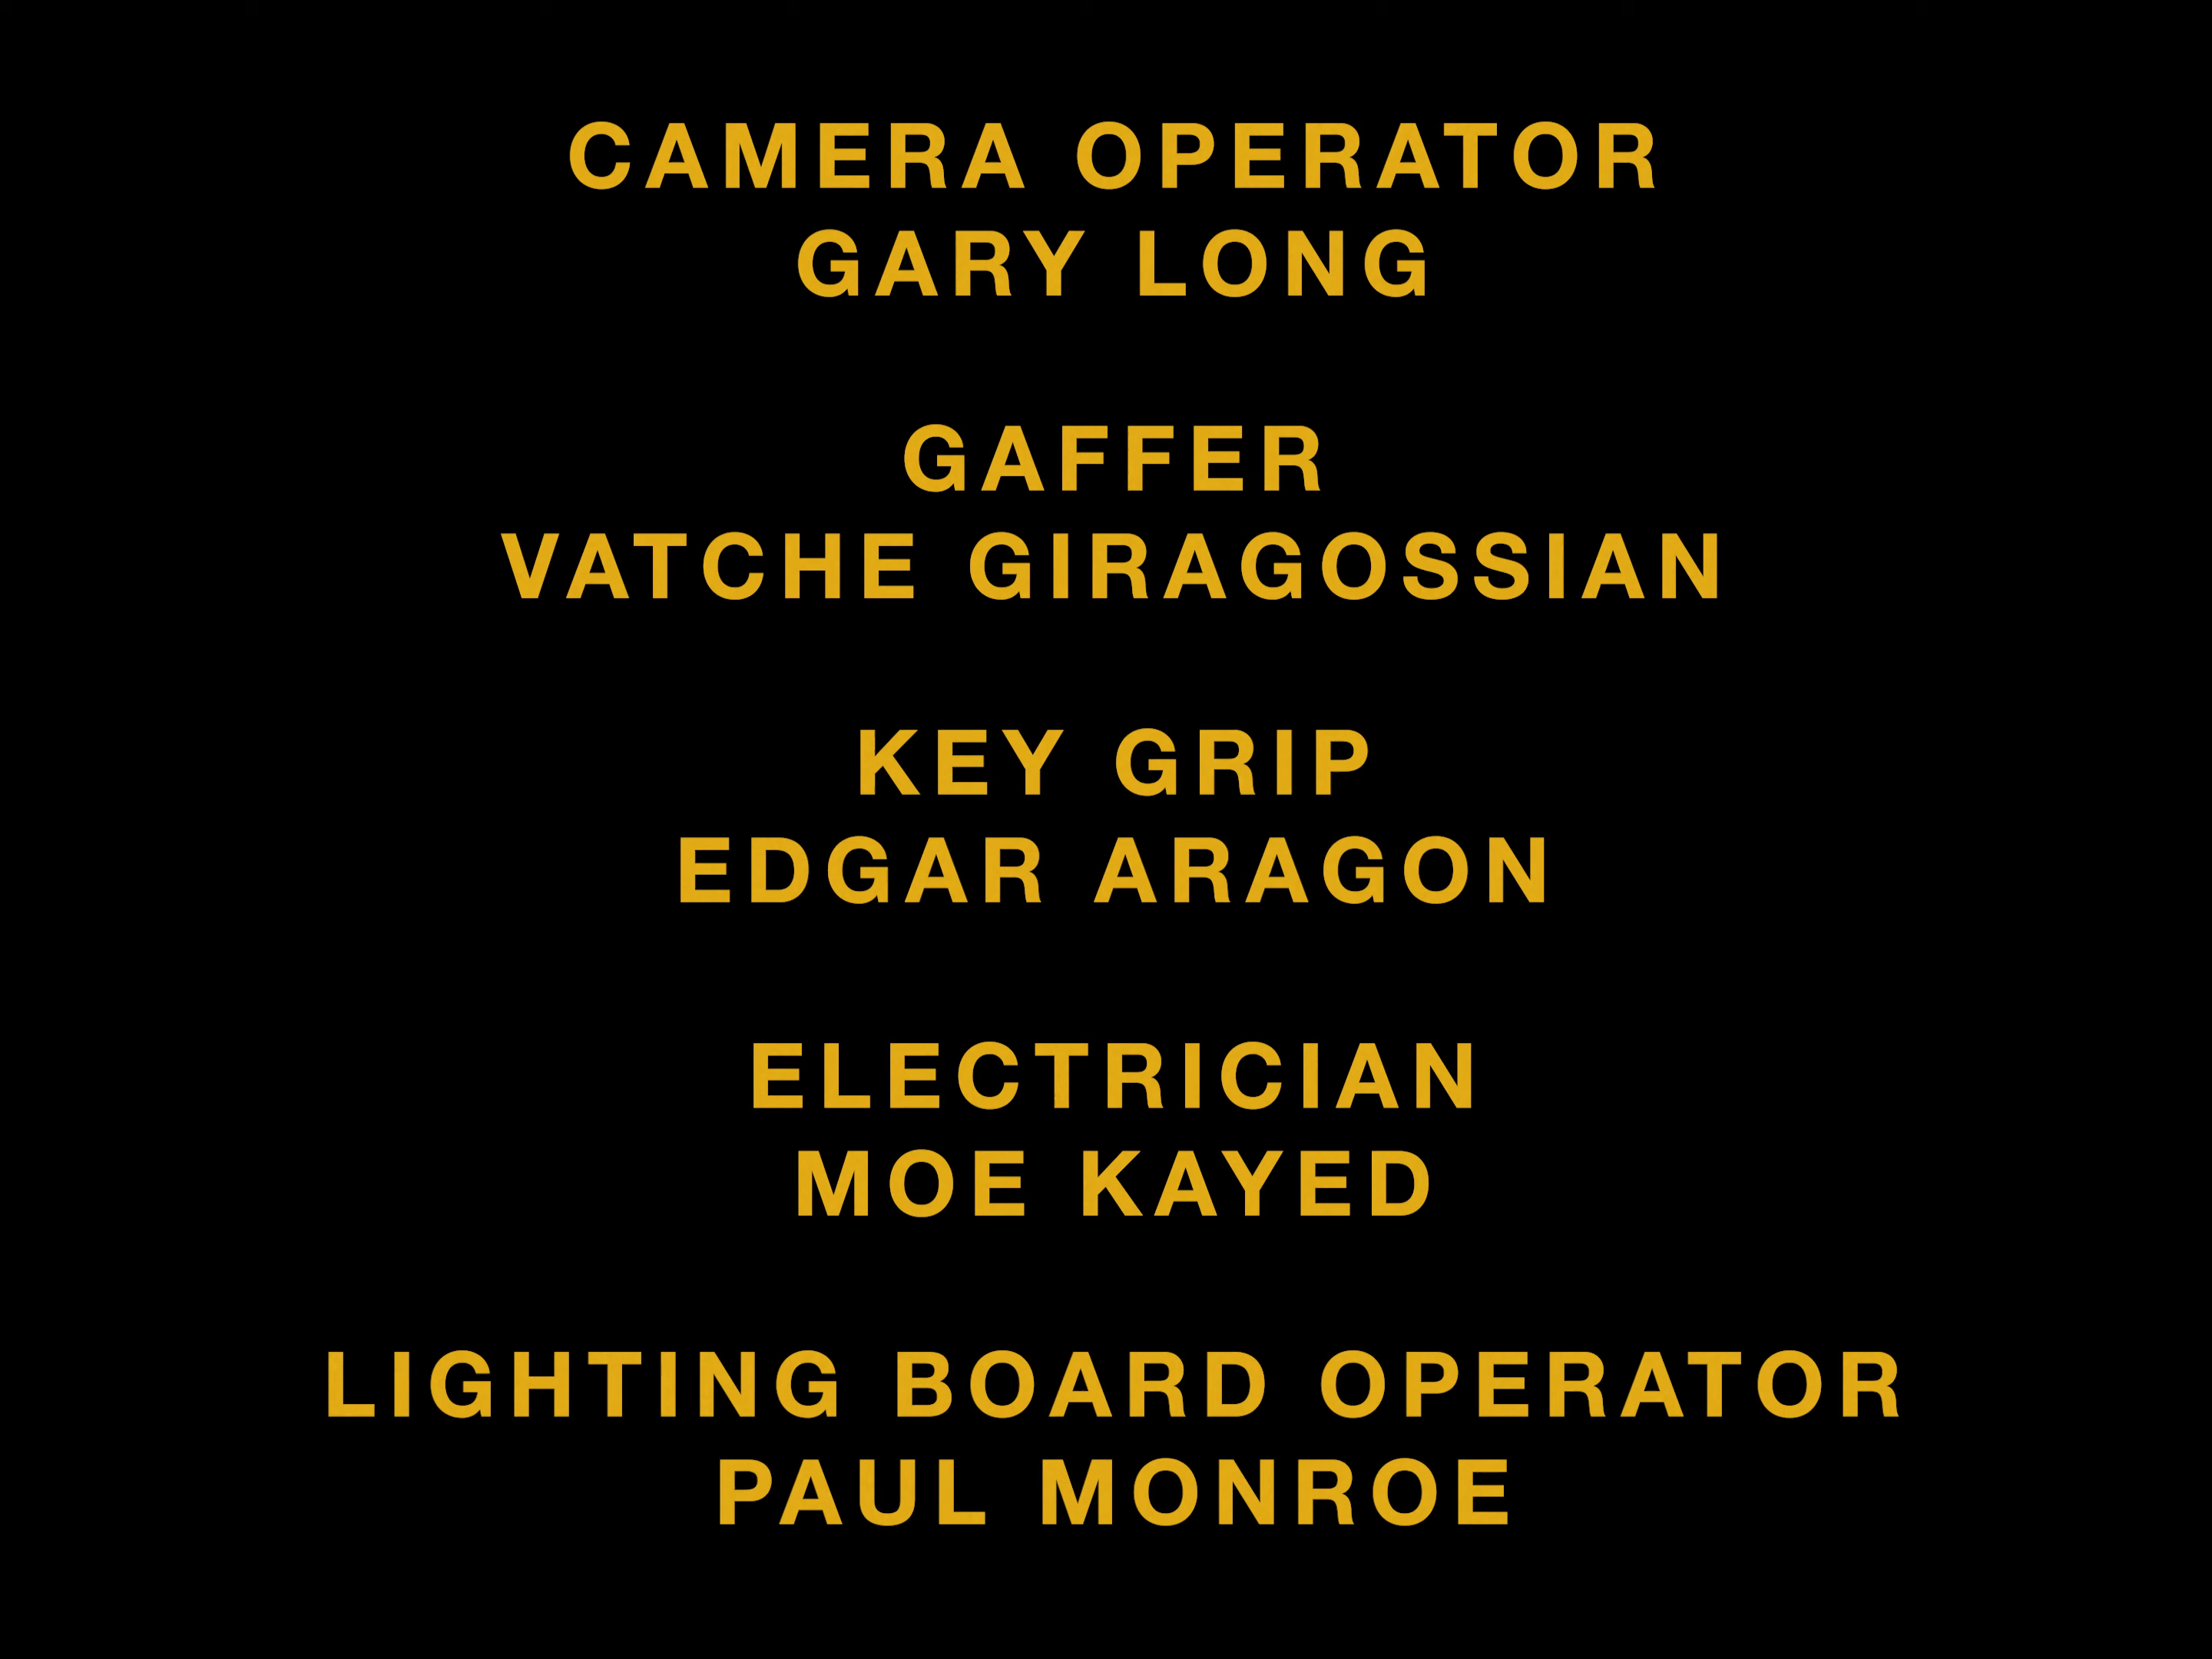 CAMERA OPERATOR
GARY LONG
GAFFER
VATCHE GIRAGOSSIAN
KEY GRIP
EDGAR ARAGON
ELECTRICIAN
MOE KAYED
LIGHTING BOARD OPERATOR
PAUL MONROE